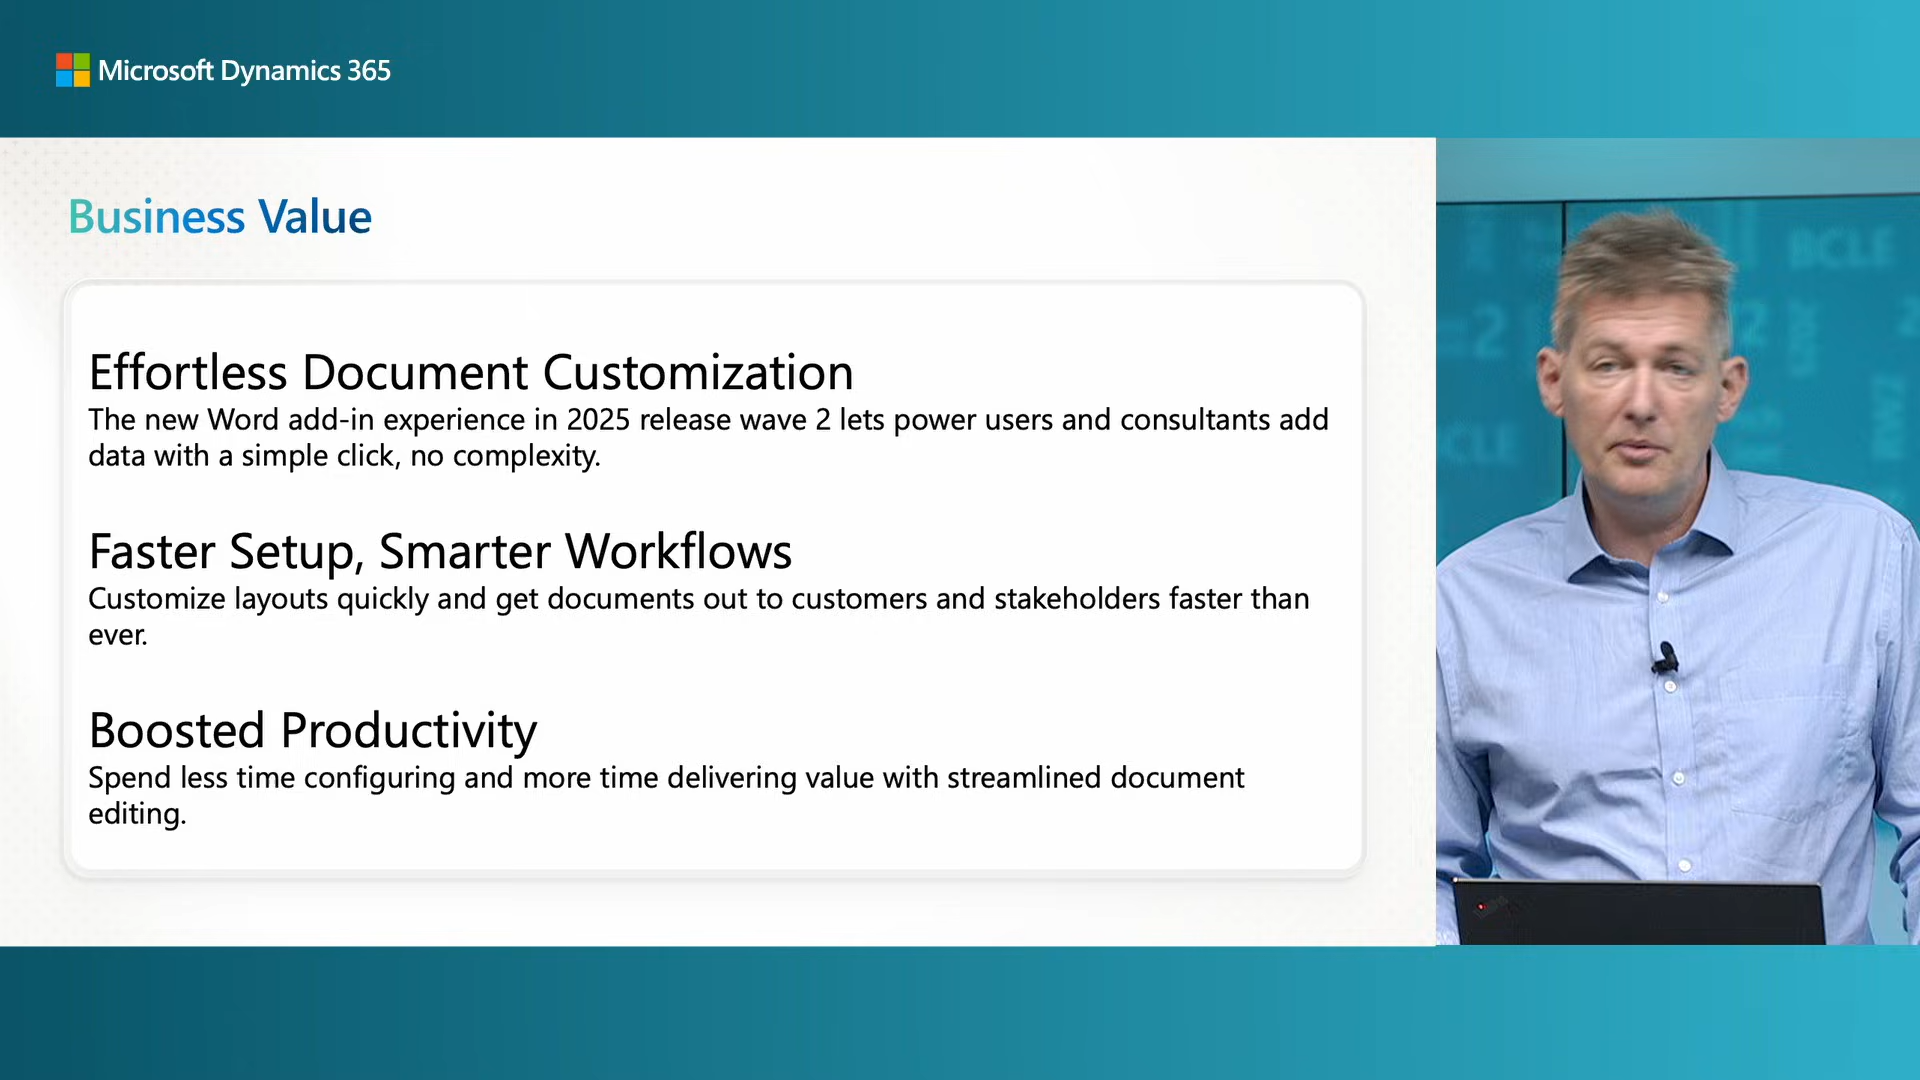 Microsoft Dynamics 365
Business Value
Effortless Document Customization
The new Word add-in experience in 2025 release wave 2 lets power users and consultants add
data with a simple click, no complexity.
Faster Setup, Smarter Workflows
Customize layouts quickly and get documents out to customers and stakeholders faster than
ever.
Boosted Productivity
Spend less time configuring and more time delivering value with streamlined document
editing.
BCLE
=2
CLE